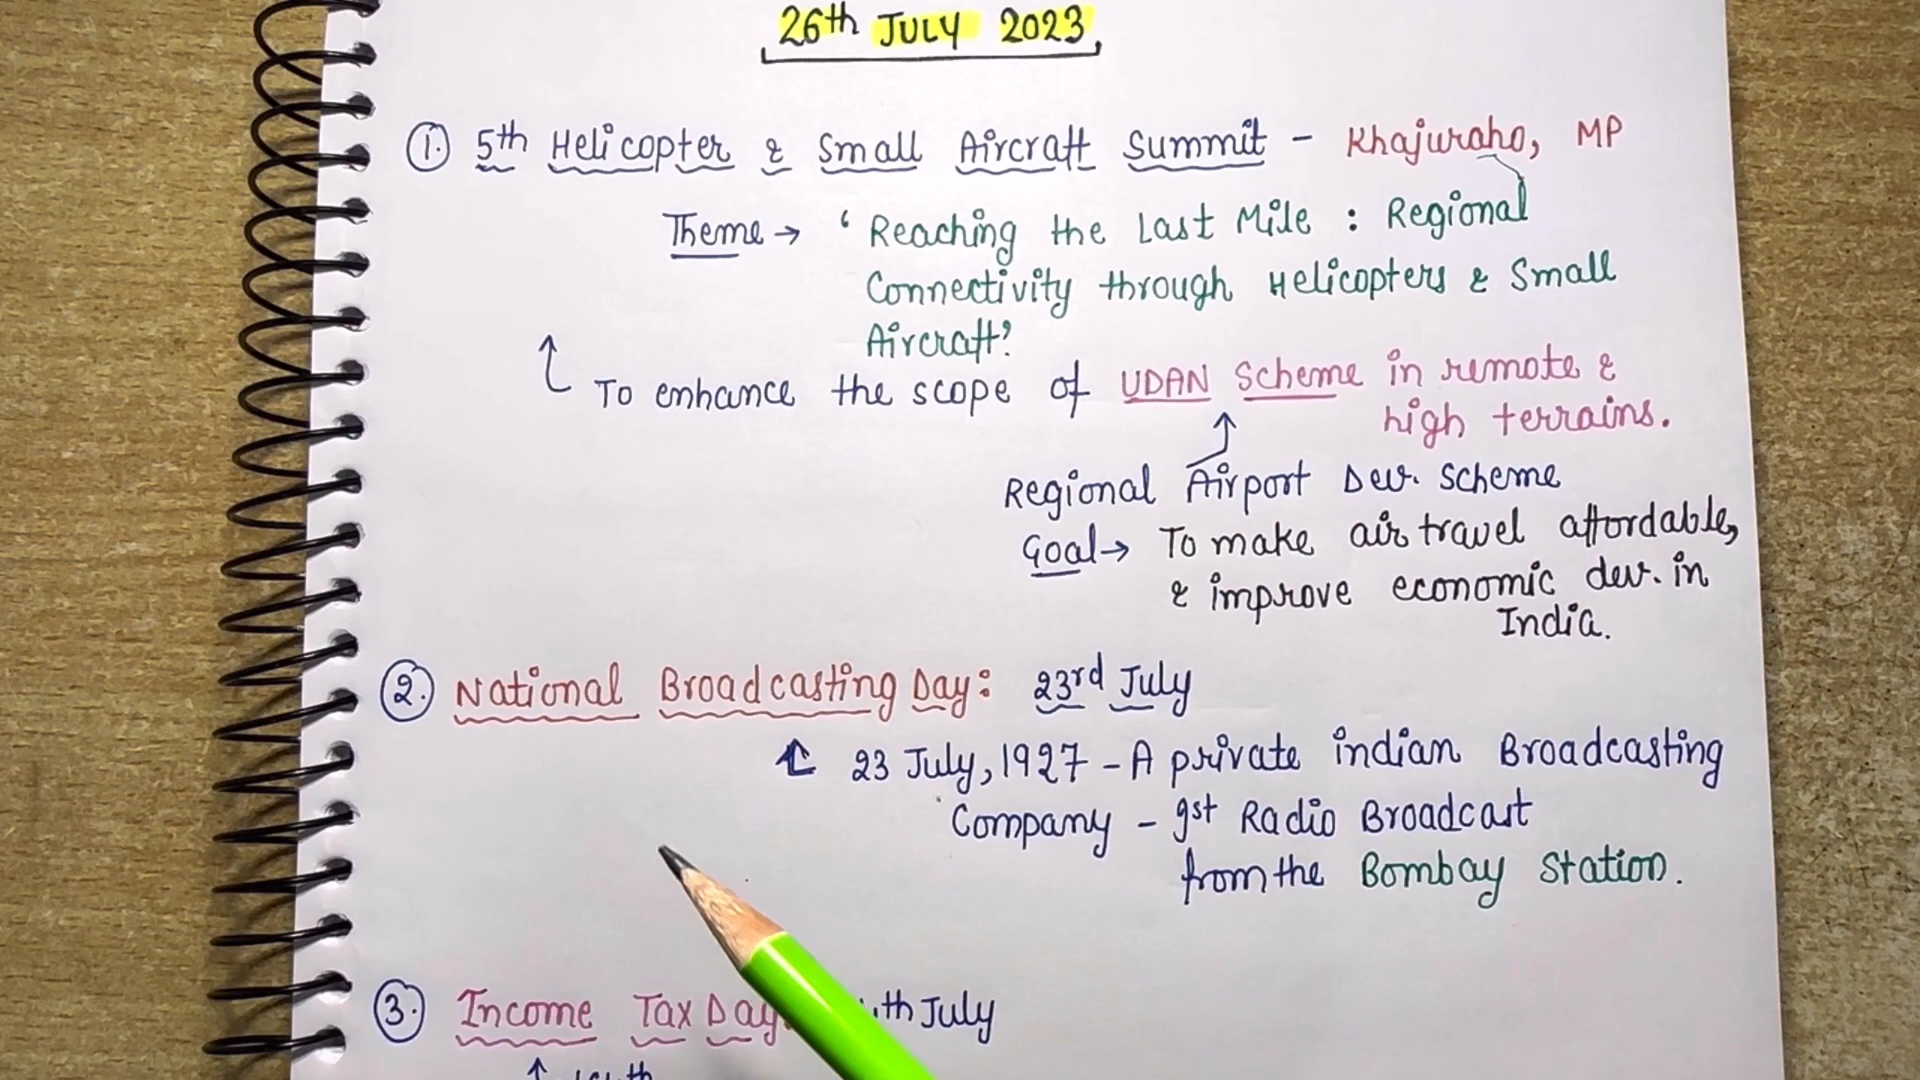 26th JULY 2023
1. 5th Helicopter & Small Aircraft Summit - Khajuraho, MP
Theme → 'Reaching the Last Mile : Regional
Connectivity through Helicopters & Small
Aircraft'
To enhance the scope of UDAN Scheme in remote &
high terrains.
Regional Airport Dev. Scheme
Goal → To make air travel affordable,
& improve economic dev. in
India.
2. National Broadcasting Day: 23rd July
23 July, 1927 - A private indian Broadcasting
Company - 1st Radio Broadcast
from the Bombay Station.
3. Income Tax Day th July